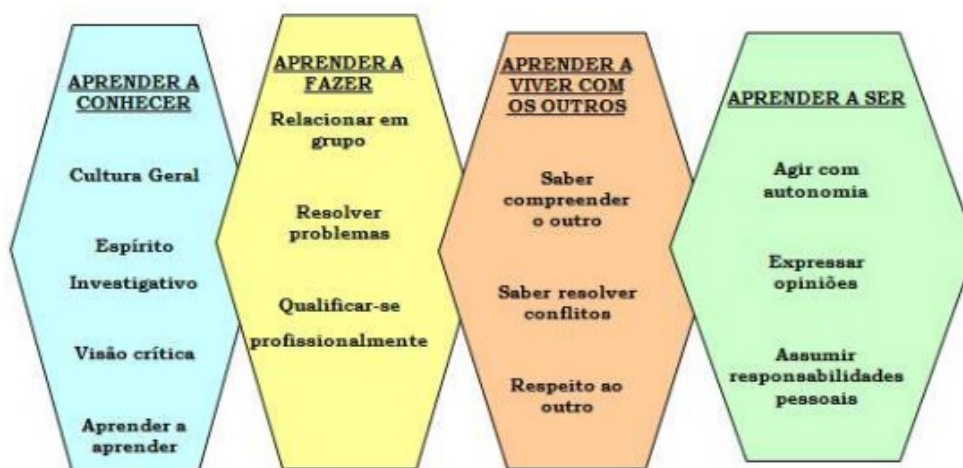 APRENDER A
CONHECER
Cultura Geral
Espírito
Investigativo
Visão crítica
Aprender a
aprender
APRENDER A
FAZER
Relacionar em
grupo
Resolver
problemas
Qualificar-se
profissionalmente
APRENDER A
VIVER COM
OS OUTROS
Saber
compreender
o outro
Saber resolver
conflitos
Respeito ao
outro
APRENDER A SER
Agir com
autonomia
Expressar
opiniões
Assumir
responsabilidades
pessoais